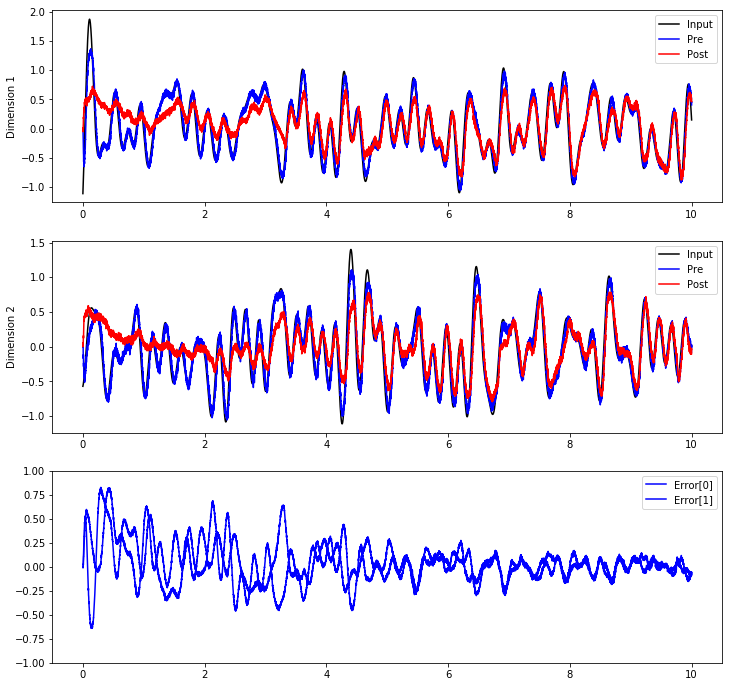 2.0
1.5
1.0
0.5
0.0
−0.5
−1.0
Dimension 1
Input
Pre
Post
0 2 4 6 8 10
1.5
1.0
0.5
0.0
−0.5
−1.0
Dimension 2
Input
Pre
Post
0 2 4 6 8 10
1.00
0.75
0.50
0.25
0.00
−0.25
−0.50
−0.75
−1.00
Error[0]
Error[1]
0 2 4 6 8 10